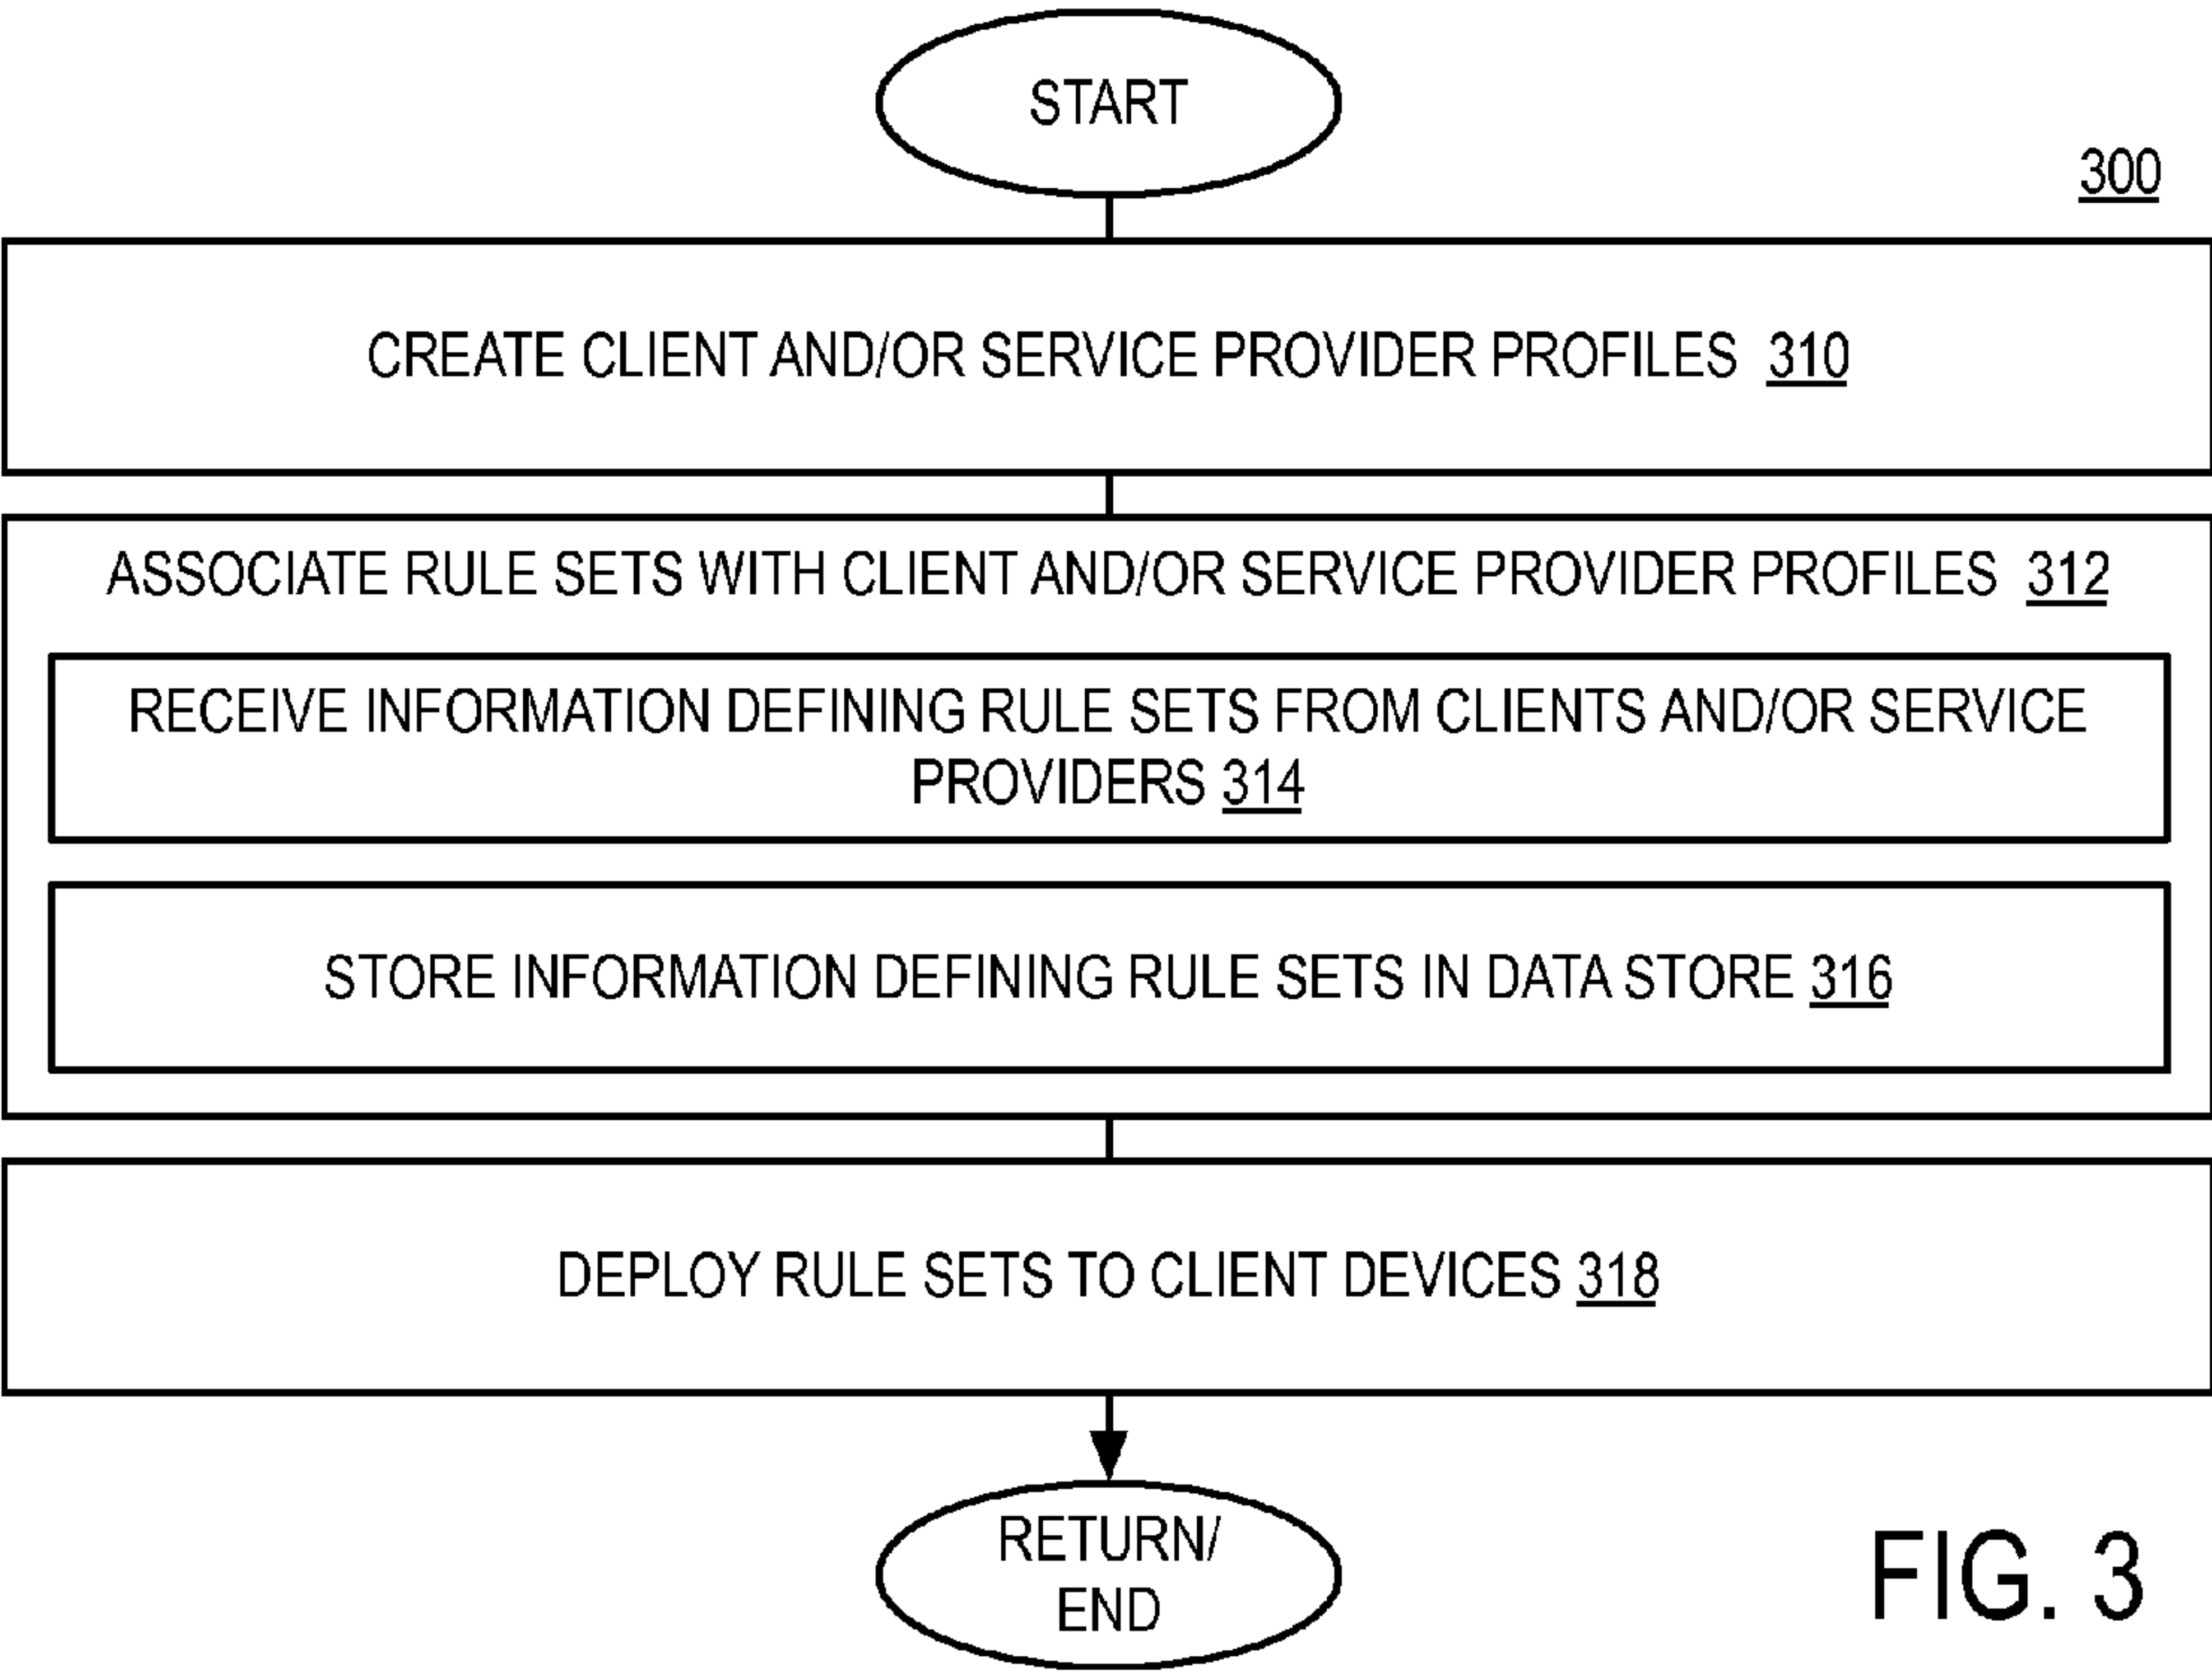 START
300
CREATE CLIENT AND/OR SERVICE PROVIDER PROFILES 310
ASSOCIATE RULE SETS WITH CLIENT AND/OR SERVICE PROVIDER PROFILES 312
RECEIVE INFORMATION DEFINING RULE SETS FROM CLIENTS AND/OR SERVICE
PROVIDERS 314
STORE INFORMATION DEFINING RULE SETS IN DATA STORE 316
DEPLOY RULE SETS TO CLIENT DEVICES 318
RETURN/
END
FIG. 3